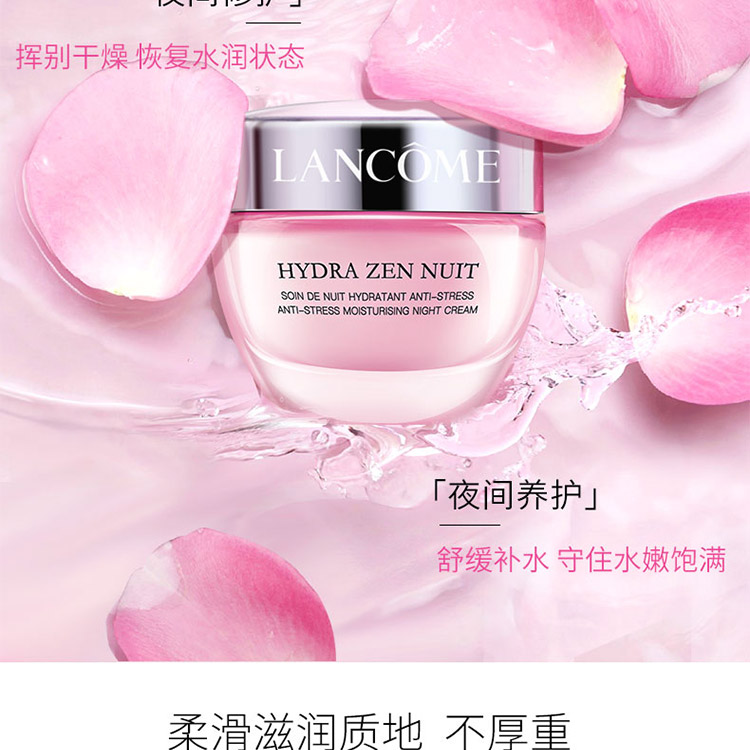 挥别干燥 恢复水润状态
LANCÔME
HYDRA ZEN NUIT
SOIN DE NUIT HYDRATANT ANTI-STRESS
ANTI-STRESS MOISTURISING NIGHT CREAM
「夜间养护」
舒缓补水 守住水嫩饱满
柔滑滋润质地 不厚重